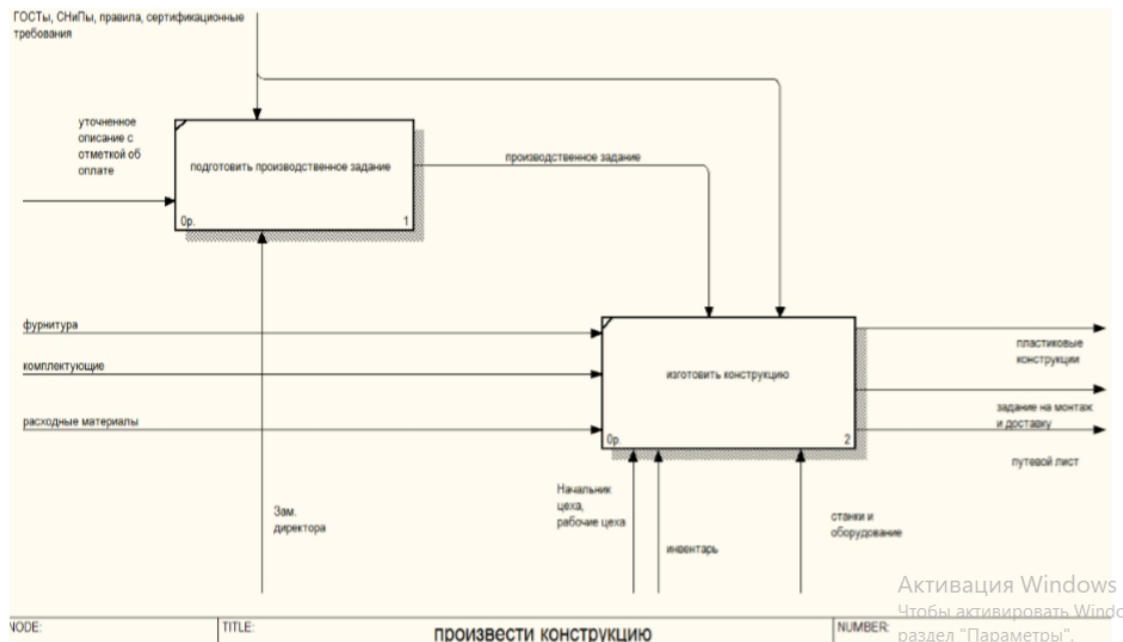 ГОСТы, СНиПы, правила, сертификационные
требования
уточненное
описание с
отметкой об
оплате
подготовить производственное задание
0р.
1
производственное задание
фурнитура
комплектующие
расходные материалы
изготовить конструкцию
0р.
2
пластиковые
конструкции
задание на монтаж
и доставку
путевой лист
Зам.
директора
Начальник
цеха,
рабочие цеха
инвентарь
станки и
оборудование
Активация Windows
Чтобы активировать Windo
раздел "Параметры".
NODE:
TITLE:
произвести конструкцию
NUMBER: